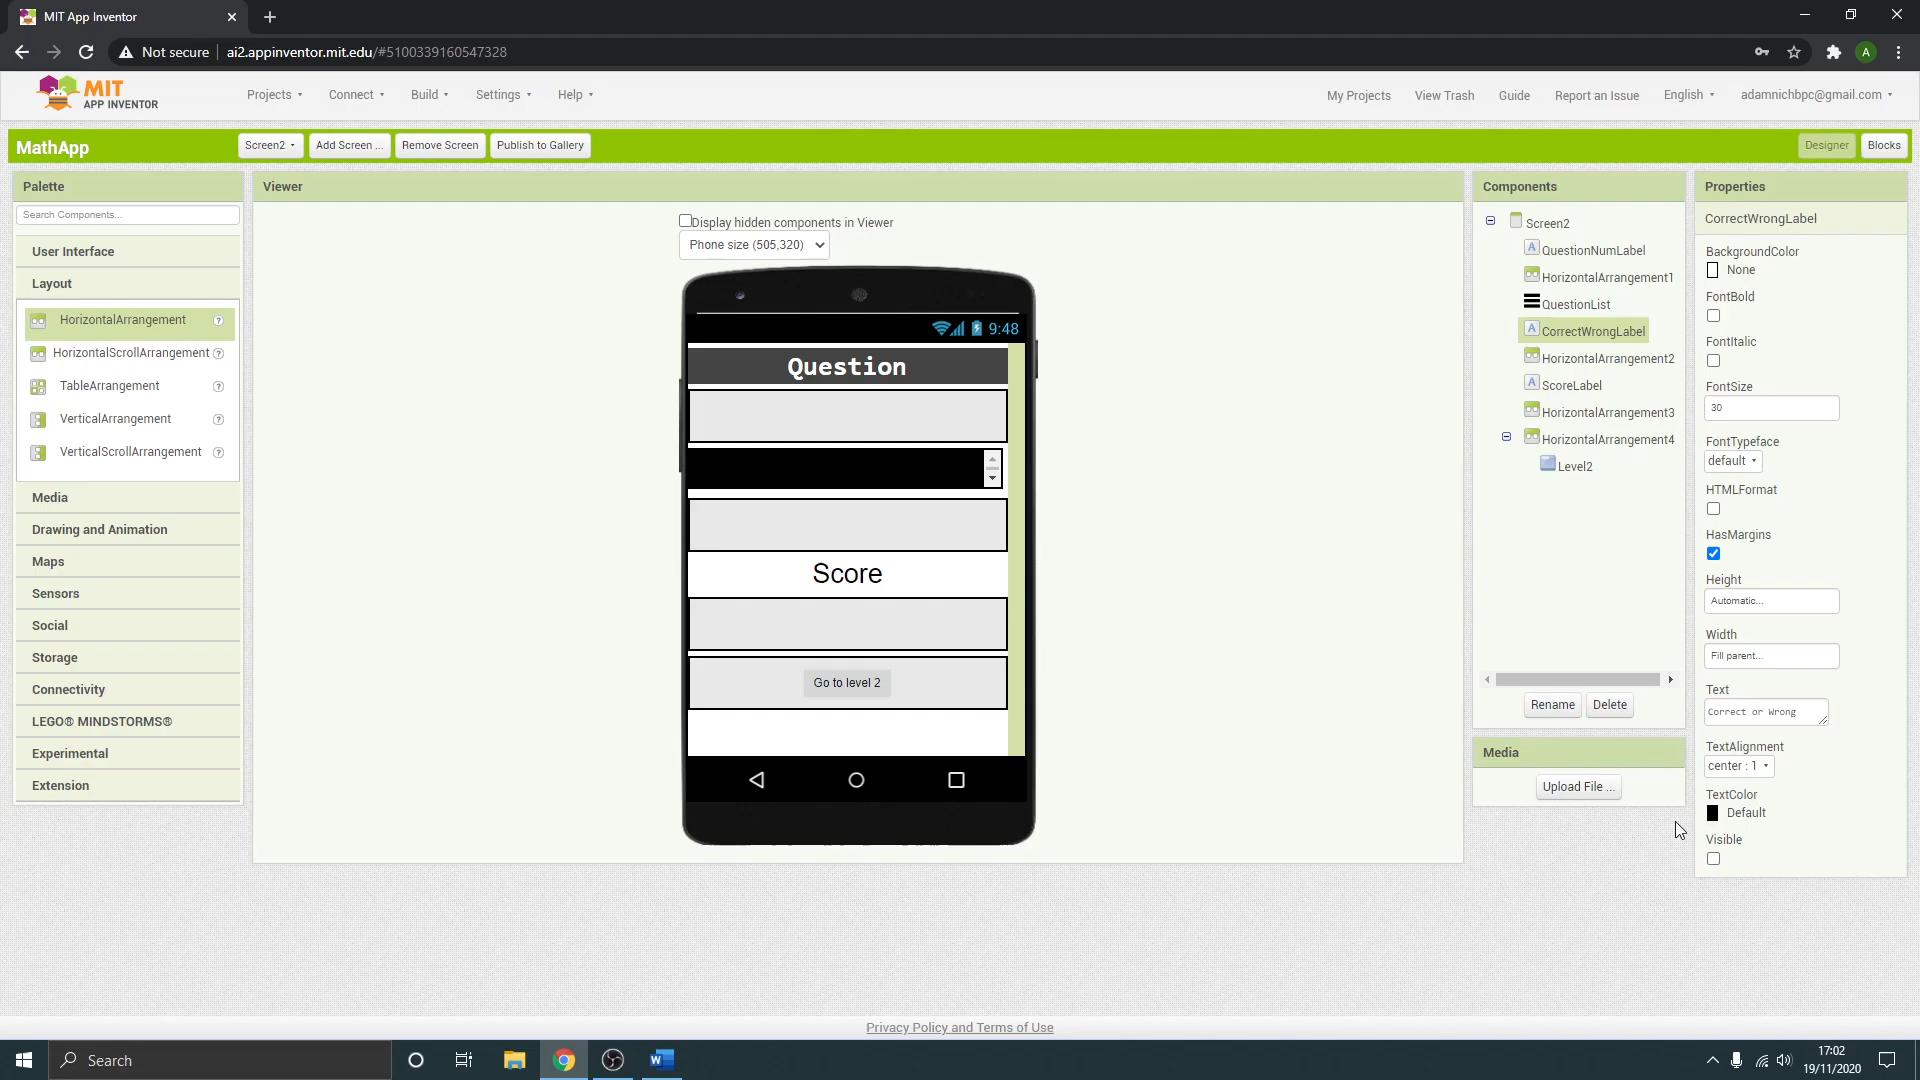 MIT App Inventor
Not secure
ai2.appinventor.mit.edu/#5100339160547328
A
MIT
APP INVENTOR
Projects
Connect
Build
Settings
Help
My Projects
View Trash
Guide
Report an Issue
English
adamnichbpc@gmail.com
MathApp
Screen2
Add Screen ...
Remove Screen
Publish to Gallery
Designer
Blocks
Palette
Search Components...
User Interface
Layout
HorizontalArrangement
HorizontalScrollArrangement
TableArrangement
VerticalArrangement
VerticalScrollArrangement
Media
Drawing and Animation
Maps
Sensors
Social
Storage
Connectivity
LEGO® MINDSTORMS®
Experimental
Extension
Viewer
Display hidden components in Viewer
Phone size (505,320)
9:48
Question
Score
Go to level 2
Components
Screen2
QuestionNumLabel
HorizontalArrangement1
QuestionList
CorrectWrongLabel
HorizontalArrangement2
ScoreLabel
HorizontalArrangement3
HorizontalArrangement4
Level2
Rename
Delete
Media
Upload File ...
Properties
CorrectWrongLabel
BackgroundColor
None
FontBold
FontItalic
FontSize
30
FontTypeface
default
HTMLFormat
HasMargins
Height
Automatic...
Width
Fill parent...
Text
Correct or Wrong
TextAlignment
center : 1
TextColor
Default
Visible
Privacy Policy and Terms of Use
Search
17:02
19/11/2020